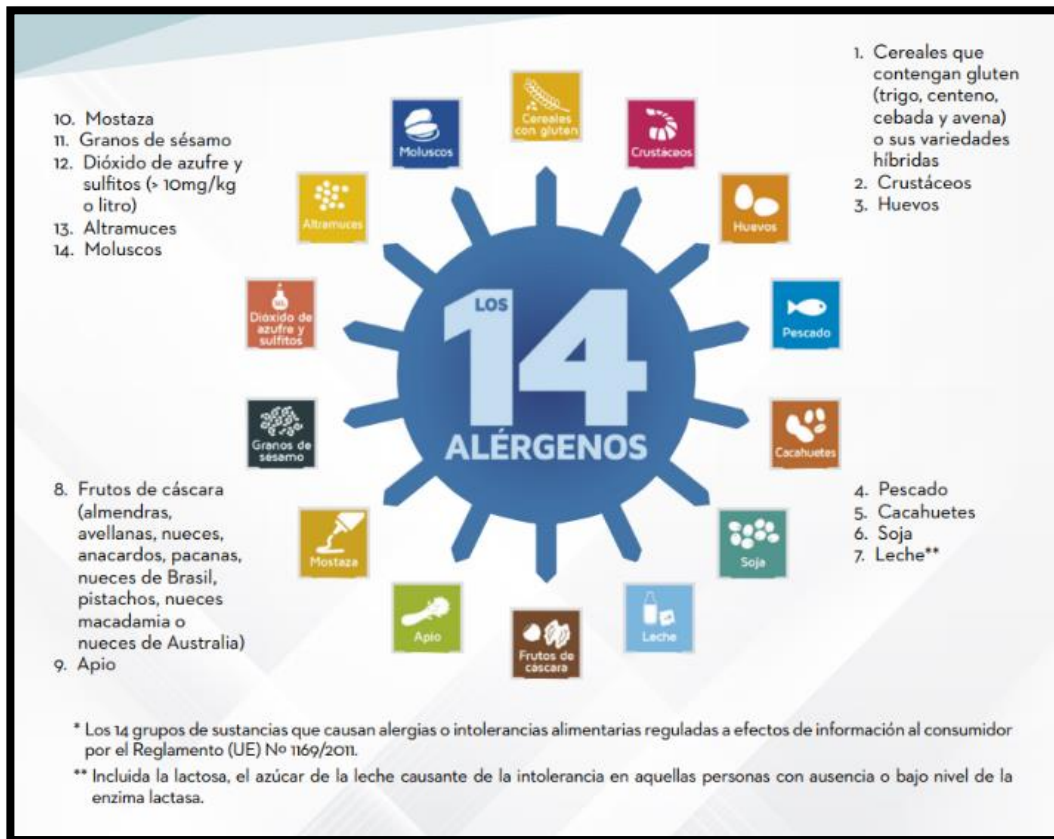 1. Cereales que
contengan gluten
(trigo, centeno,
cebada y avena)
o sus variedades
híbridas
2. Crustáceos
3. Huevos
4. Pescado
5. Cacahuetes
6. Soja
7. Leche**
8. Frutos de cáscara
(almendras,
avellanas, nueces,
anacardos, pacanas,
nueces de Brasil,
pistachos, nueces
macadamia o
nueces de Australia)
9. Apio
10. Mostaza
11. Granos de sésamo
12. Dióxido de azufre y
sulfitos (> 10mg/kg
o litro)
13. Altramuces
14. Moluscos
Cereales
con gluten
Crustáceos
Huevos
Pescado
Cacahuetes
Soja
Leche
Frutos de
cáscara
Apio
Mostaza
Granos de
sésamo
Dióxido de
azufre y
sulfitos
Altramuces
Moluscos
LOS
14
ALÉRGENOS
* Los 14 grupos de sustancias que causan alergias o intolerancias alimentarias reguladas a efectos de información al consumidor
por el Reglamento (UE) Nº 1169/2011.
** Incluida la lactosa, el azúcar de la leche causante de la intolerancia en aquellas personas con ausencia o bajo nivel de la
enzima lactasa.